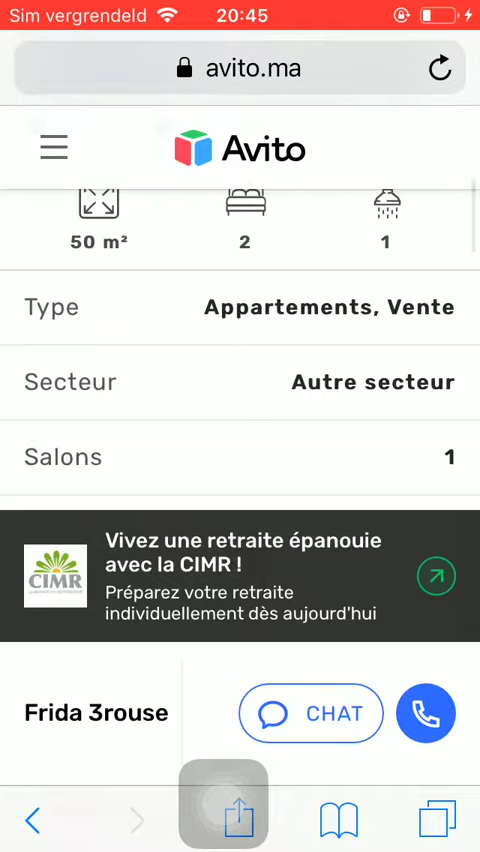 Sim vergrendeld 20:45
avito.ma
Avito
50 m² 2 1
Type Appartements, Vente
Secteur Autre secteur
Salons 1
CIMR
Vivez une retraite épanouie
avec la CIMR !
Préparez votre retraite
individuellement dès aujourd'hui
Frida 3rouse CHAT